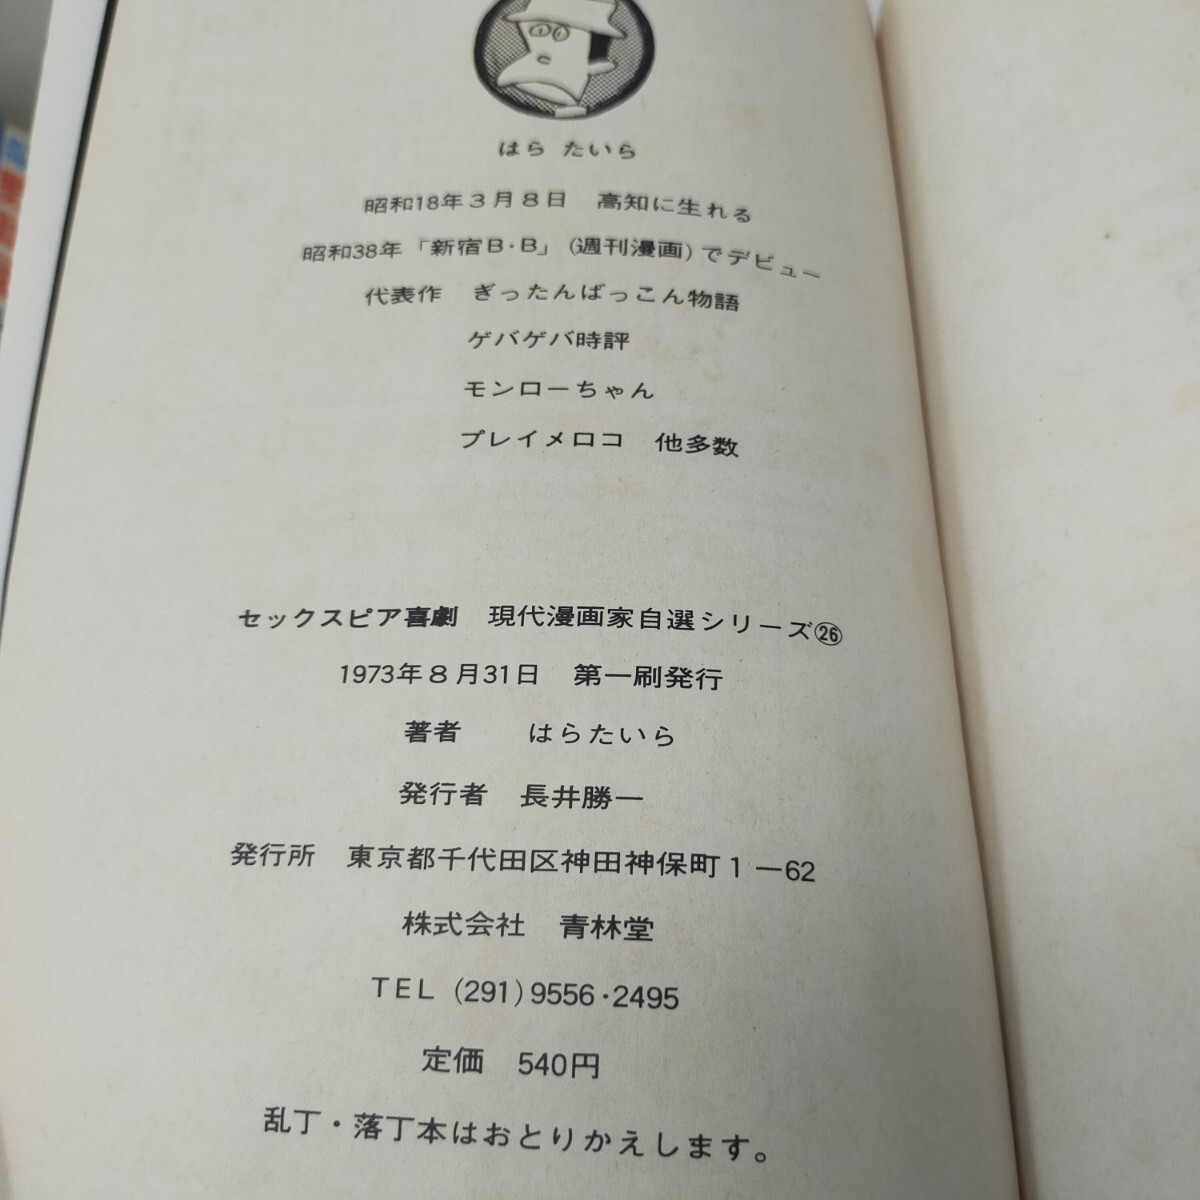 はら たいら
昭和18年3月8日 高知に生れる
昭和38年「新宿B・B」(週刊漫画)でデビュー
代表作 ぎったんばっこん物語
ゲバゲバ時評
モンローちゃん
プレイメロコ 他多数
セックスピア喜劇 現代漫画家自選シリーズ㉖
1973年8月31日 第一刷発行
著者 はらたいら
発行者 長井勝一
発行所 東京都千代田区神田神保町1-62
株式会社 青林堂
TEL (291)9556・2495
定価 540円
乱丁・落丁本はおとりかえします。